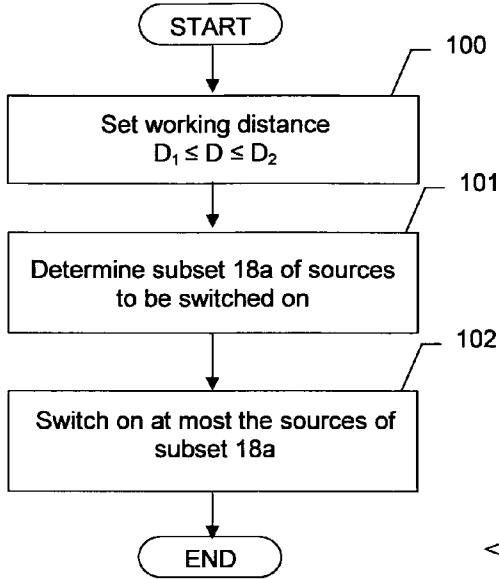 START
100
Set working distance
D₁ ≤ D ≤ D₂
101
Determine subset 18a of sources
to be switched on
102
Switch on at most the sources of
subset 18a
END
<